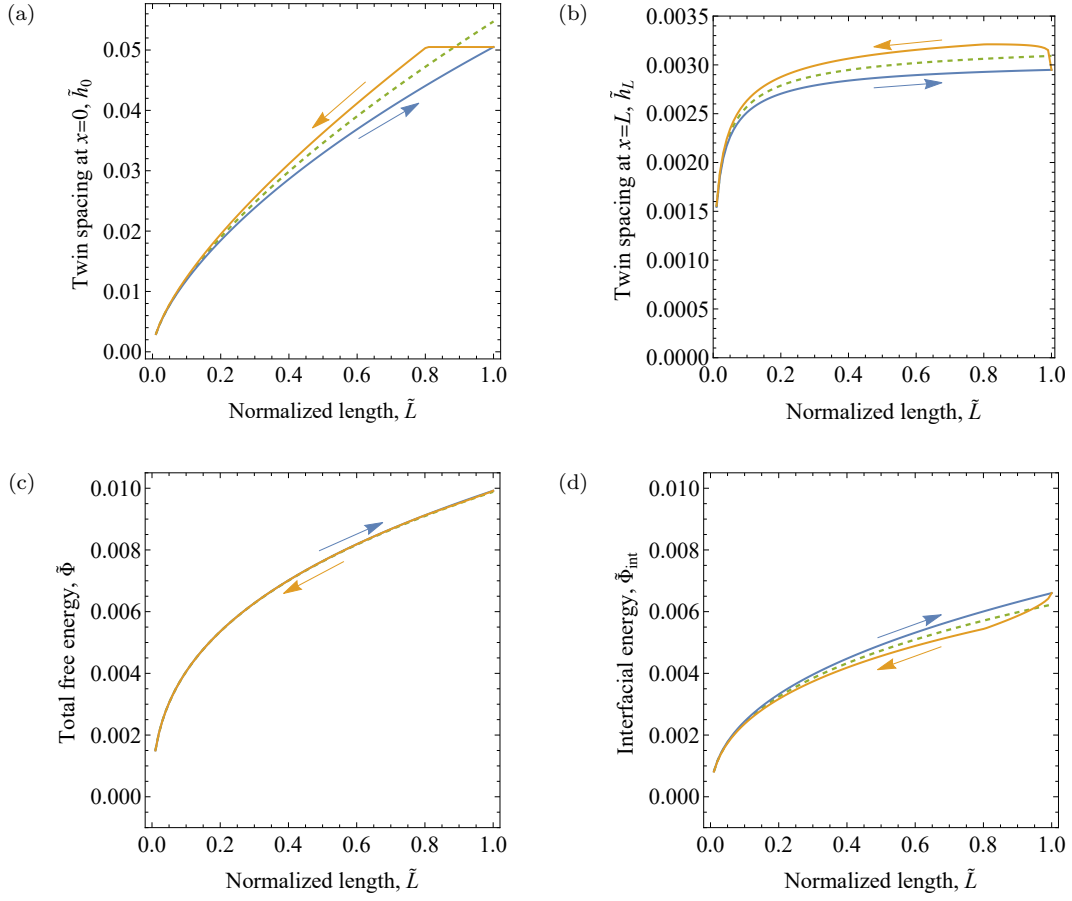 (a)
Twin spacing at x=0, h̃₀
0.05
0.04
0.03
0.02
0.01
0.00
0.0 0.2 0.4 0.6 0.8 1.0
Normalized length, L̃
(b)
Twin spacing at x=L, h̃_L
0.0035
0.0030
0.0025
0.0020
0.0015
0.0010
0.0005
0.0000
0.0 0.2 0.4 0.6 0.8 1.0
Normalized length, L̃
(c)
Total free energy, Φ̃
0.010
0.008
0.006
0.004
0.002
0.000
0.0 0.2 0.4 0.6 0.8 1.0
Normalized length, L̃
(d)
Interfacial energy, Φ̃_int
0.010
0.008
0.006
0.004
0.002
0.000
0.0 0.2 0.4 0.6 0.8 1.0
Normalized length, L̃